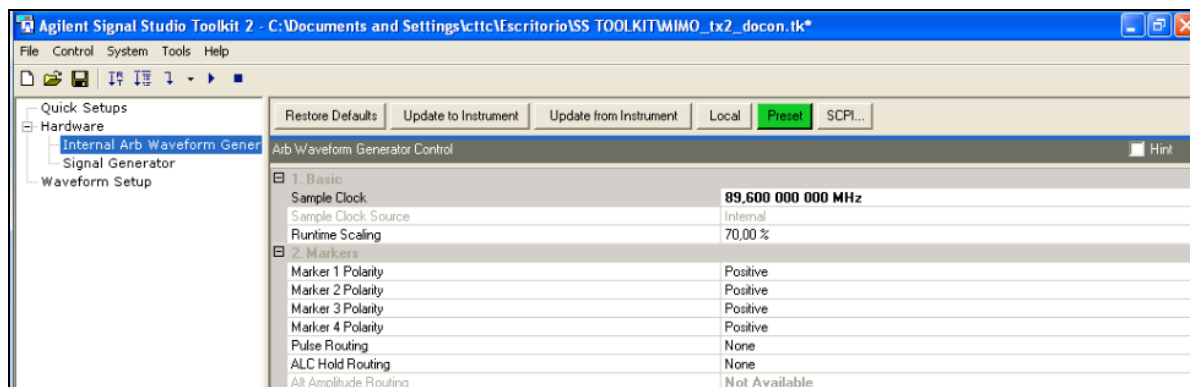 Agilent Signal Studio Toolkit 2 - C:\Documents and Settings\cttc\Escritorio\SS TOOLKIT\MIMO_tx2_docon.tk*
File Control System Tools Help
Quick Setups
Hardware
Internal Arb Waveform Gener
Signal Generator
Waveform Setup
Restore Defaults Update to Instrument Update from Instrument Local Preset SCPI...
Arb Waveform Generator Control Hint
1. Basic
Sample Clock 89,600 000 000 MHz
Sample Clock Source Internal
Runtime Scaling 70,00 %
2. Markers
Marker 1 Polarity Positive
Marker 2 Polarity Positive
Marker 3 Polarity Positive
Marker 4 Polarity Positive
Pulse Routing None
ALC Hold Routing None
Alt Amplitude Routing Not Available